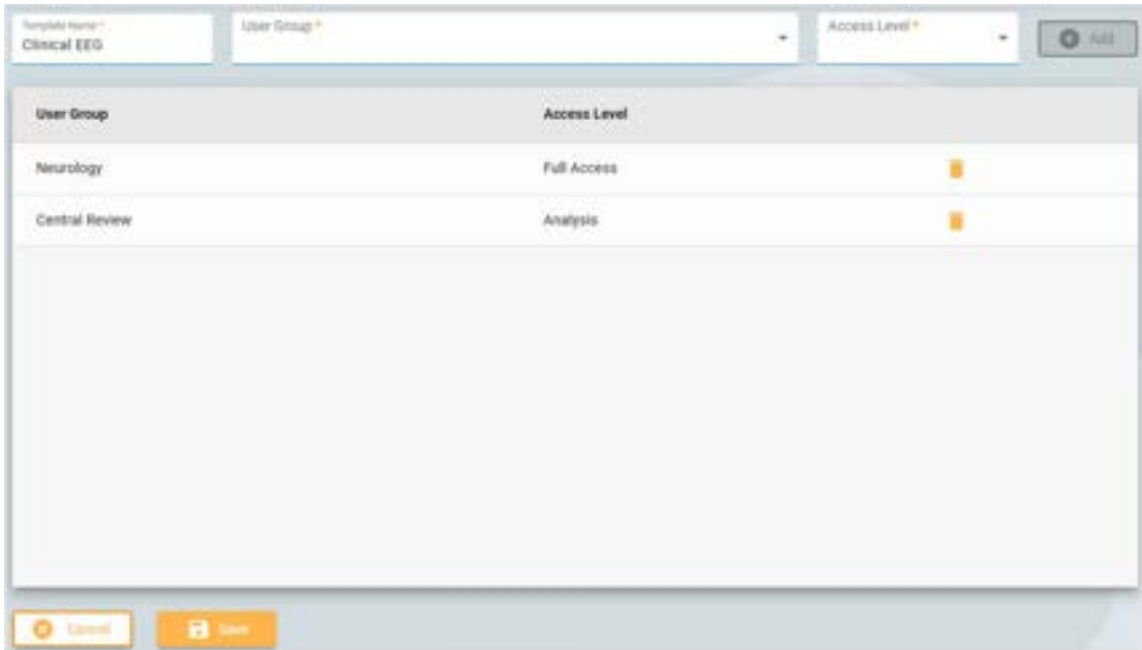 Template Name *
Clinical EEG
User Group *
Access Level *
Add
User Group Access Level
Neurology Full Access
Central Review Analysis
Cancel
Save